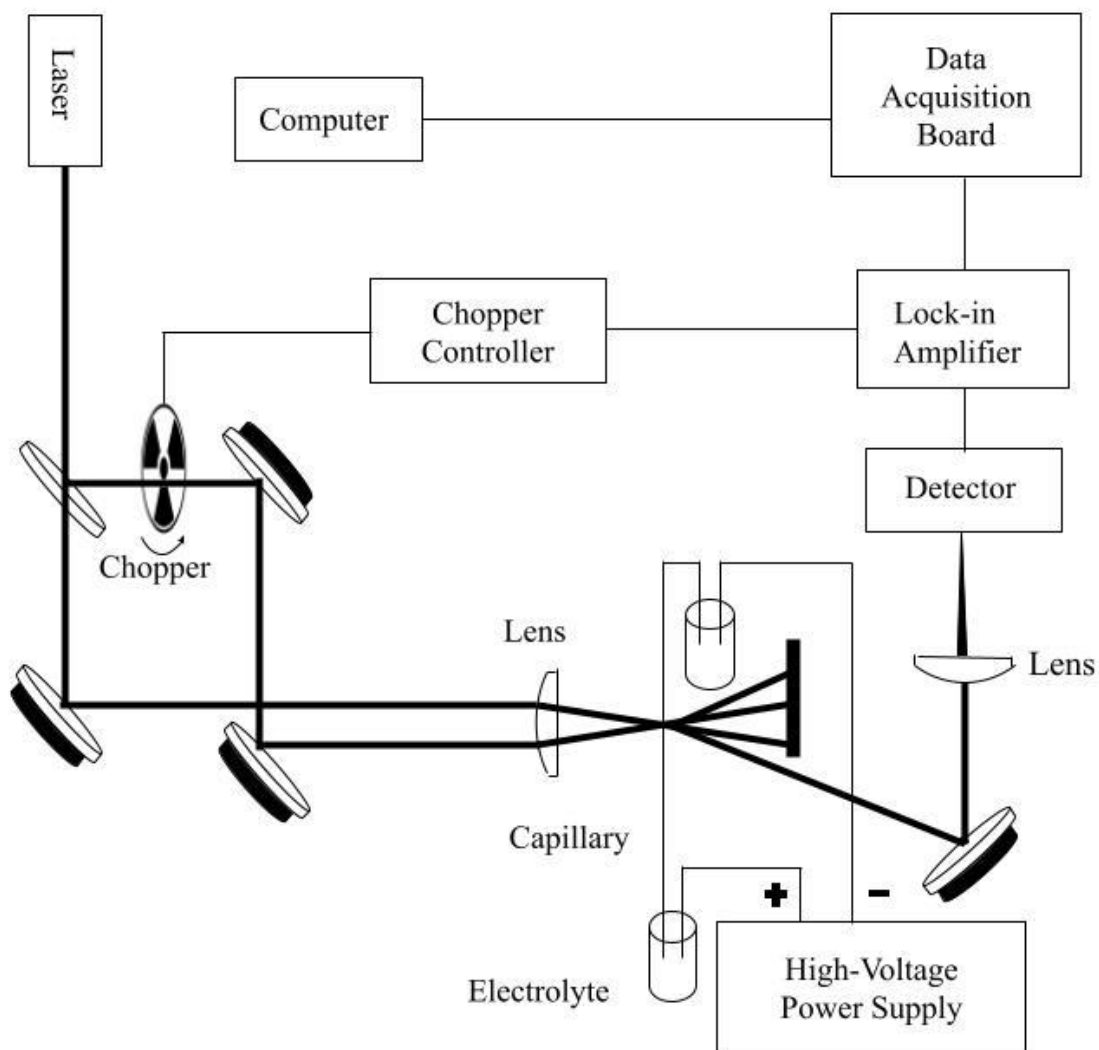 Laser
Computer
Data
Acquisition
Board
Chopper
Controller
Lock-in
Amplifier
Detector
Chopper
Lens
Lens
Capillary
+ -
Electrolyte
High-Voltage
Power Supply